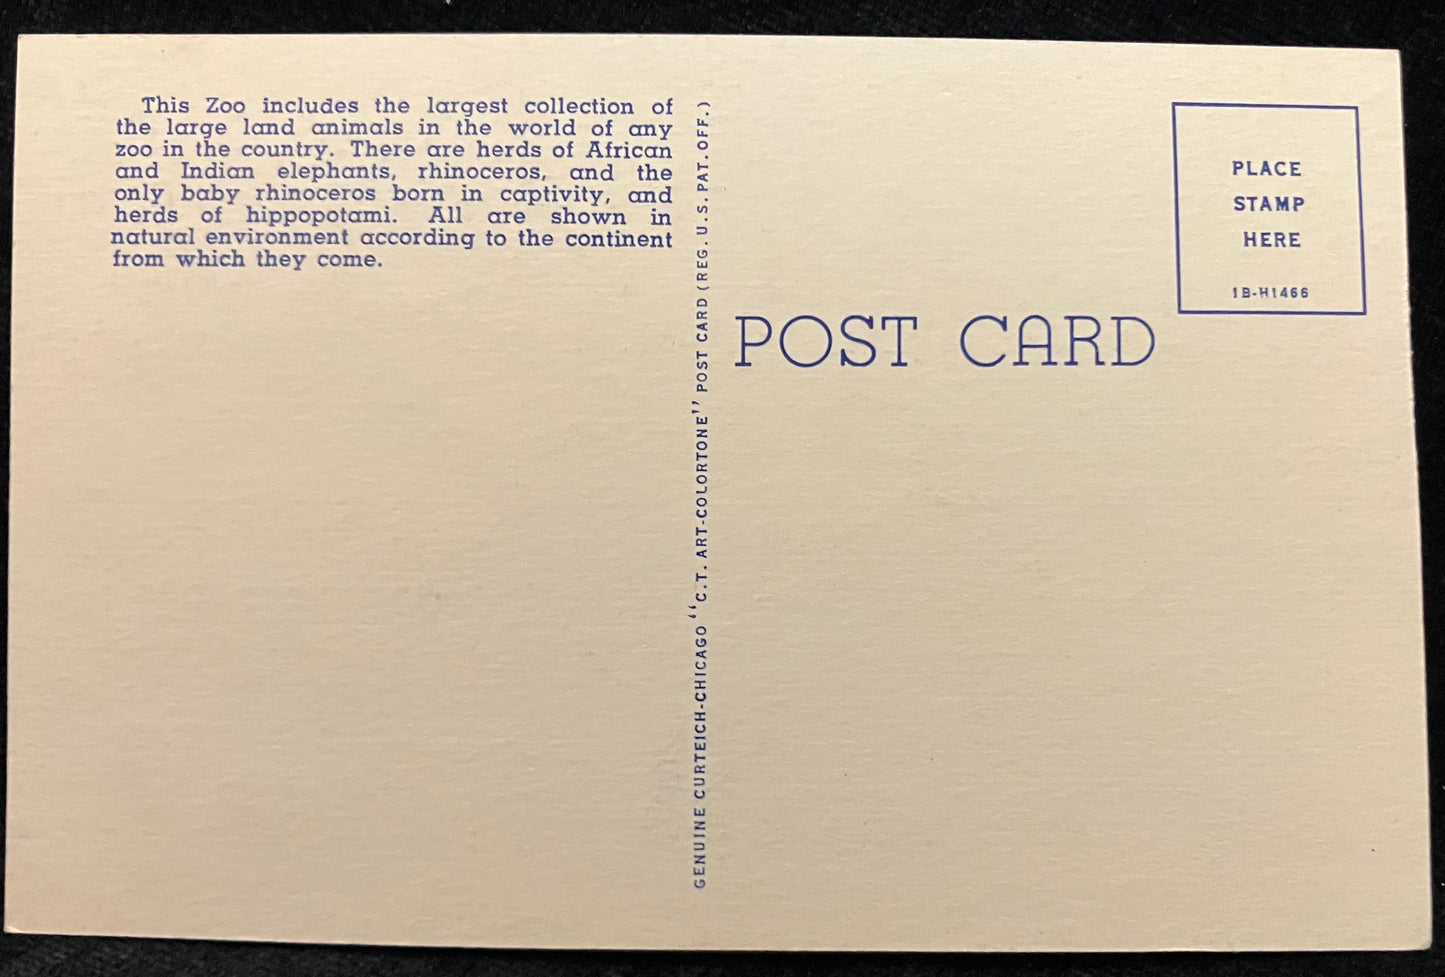 This Zoo includes the largest collection of
the large land animals in the world of any
zoo in the country. There are herds of African
and Indian elephants, rhinoceros, and the
only baby rhinoceros born in captivity, and
herds of hippopotami. All are shown in
natural environment according to the continent
from which they come.
GENUINE CURTEICH-CHICAGO "C.T. ART-COLORTONE" POST CARD (REG. U.S. PAT. OFF.)
PLACE
STAMP
HERE
1B-H1466
POST CARD